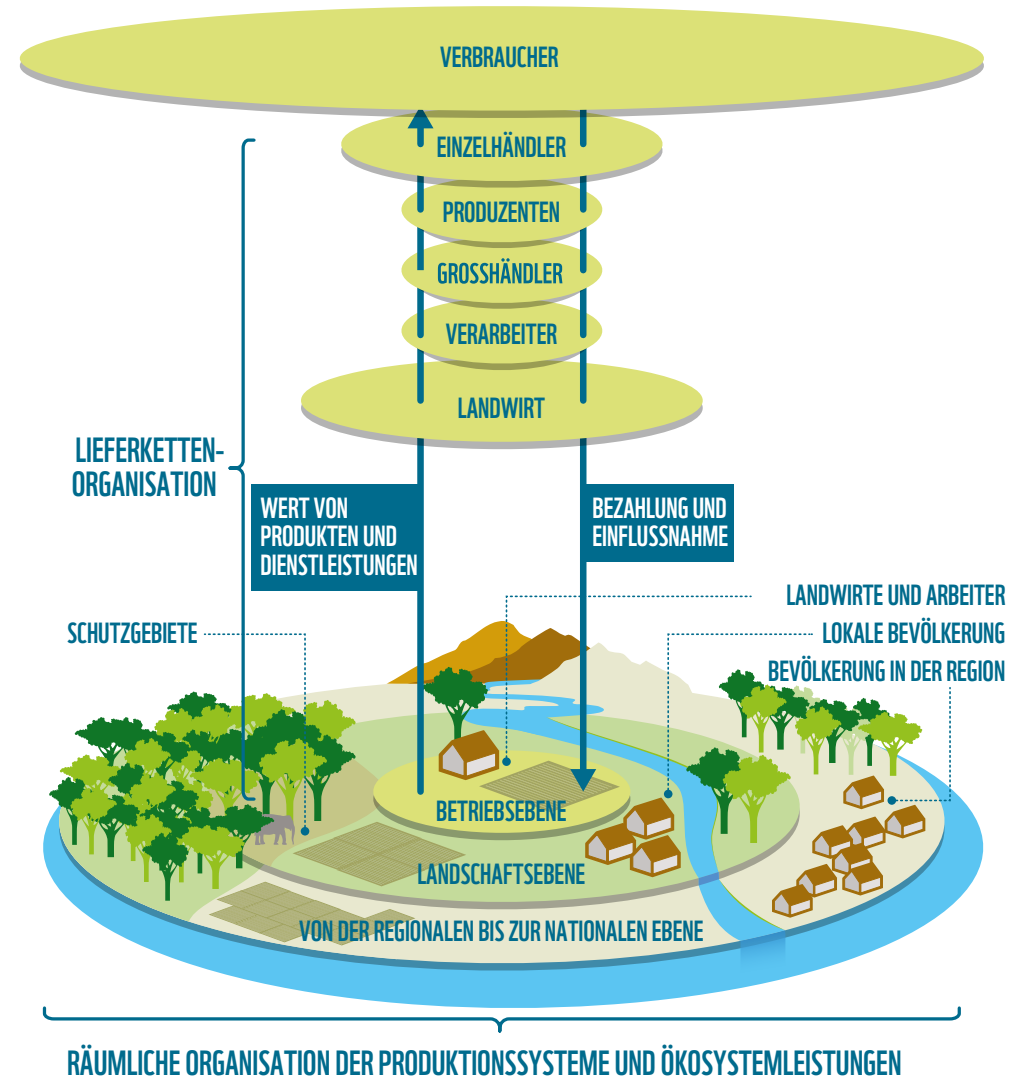 VERBRAUCHER
EINZELHÄNDLER
PRODUZENTEN
GROSSHÄNDLER
VERARBEITER
LANDWIRT
LIEFERKETTEN-
ORGANISATION
WERT VON
PRODUKTEN UND
DIENSTLEISTUNGEN
BEZAHLUNG UND
EINFLUSSNAHME
LANDWIRTE UND ARBEITER
SCHUTZGEBIETE
LOKALE BEVÖLKERUNG
BEVÖLKERUNG IN DER REGION
BETRIEBSEBENE
LANDSCHAFTSEBENE
VON DER REGIONALEN BIS ZUR NATIONALEN EBENE
RÄUMLICHE ORGANISATION DER PRODUKTIONSSYSTEME UND ÖKOSYSTEMLEISTUNGEN